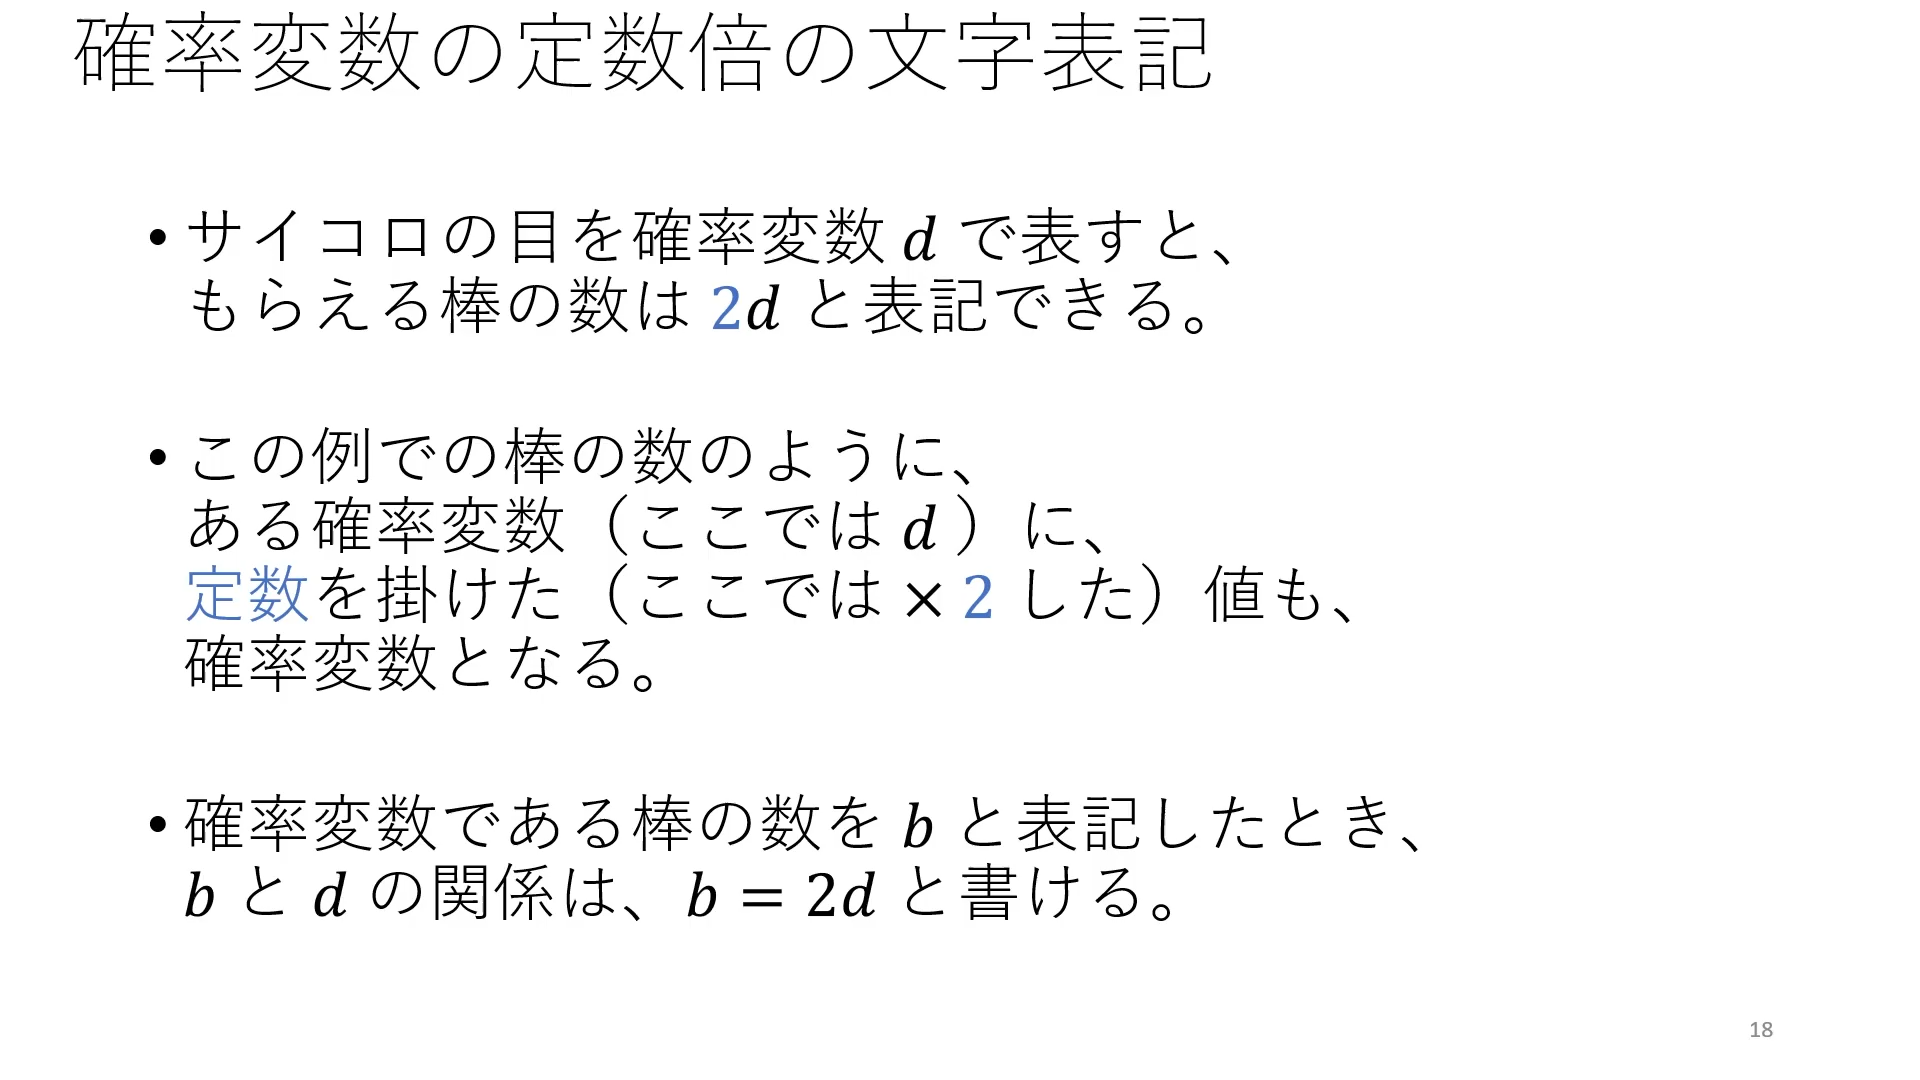 確率変数の定数倍の文字表記
• サイコロの目を確率変数 d で表すと、
もらえる棒の数は 2d と表記できる。
• この例での棒の数のように、
ある確率変数（ここでは d ）に、
定数を掛けた（ここでは × 2 した）値も、
確率変数となる。
• 確率変数である棒の数を b と表記したとき、
b と d の関係は、b = 2d と書ける。
18